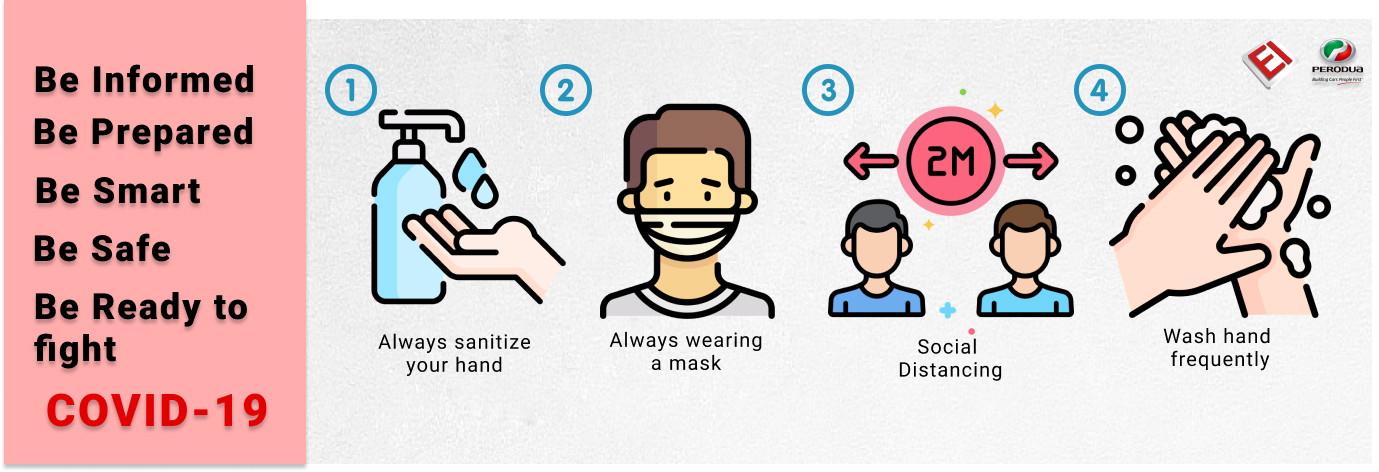 Be Informed
Be Prepared
Be Smart
Be Safe
Be Ready to
fight
COVID-19
1
Always sanitize
your hand
2
Always wearing
a mask
3
2M
Social
Distancing
4
Wash hand
frequently
EI
PERODUA
Building Cars, People First